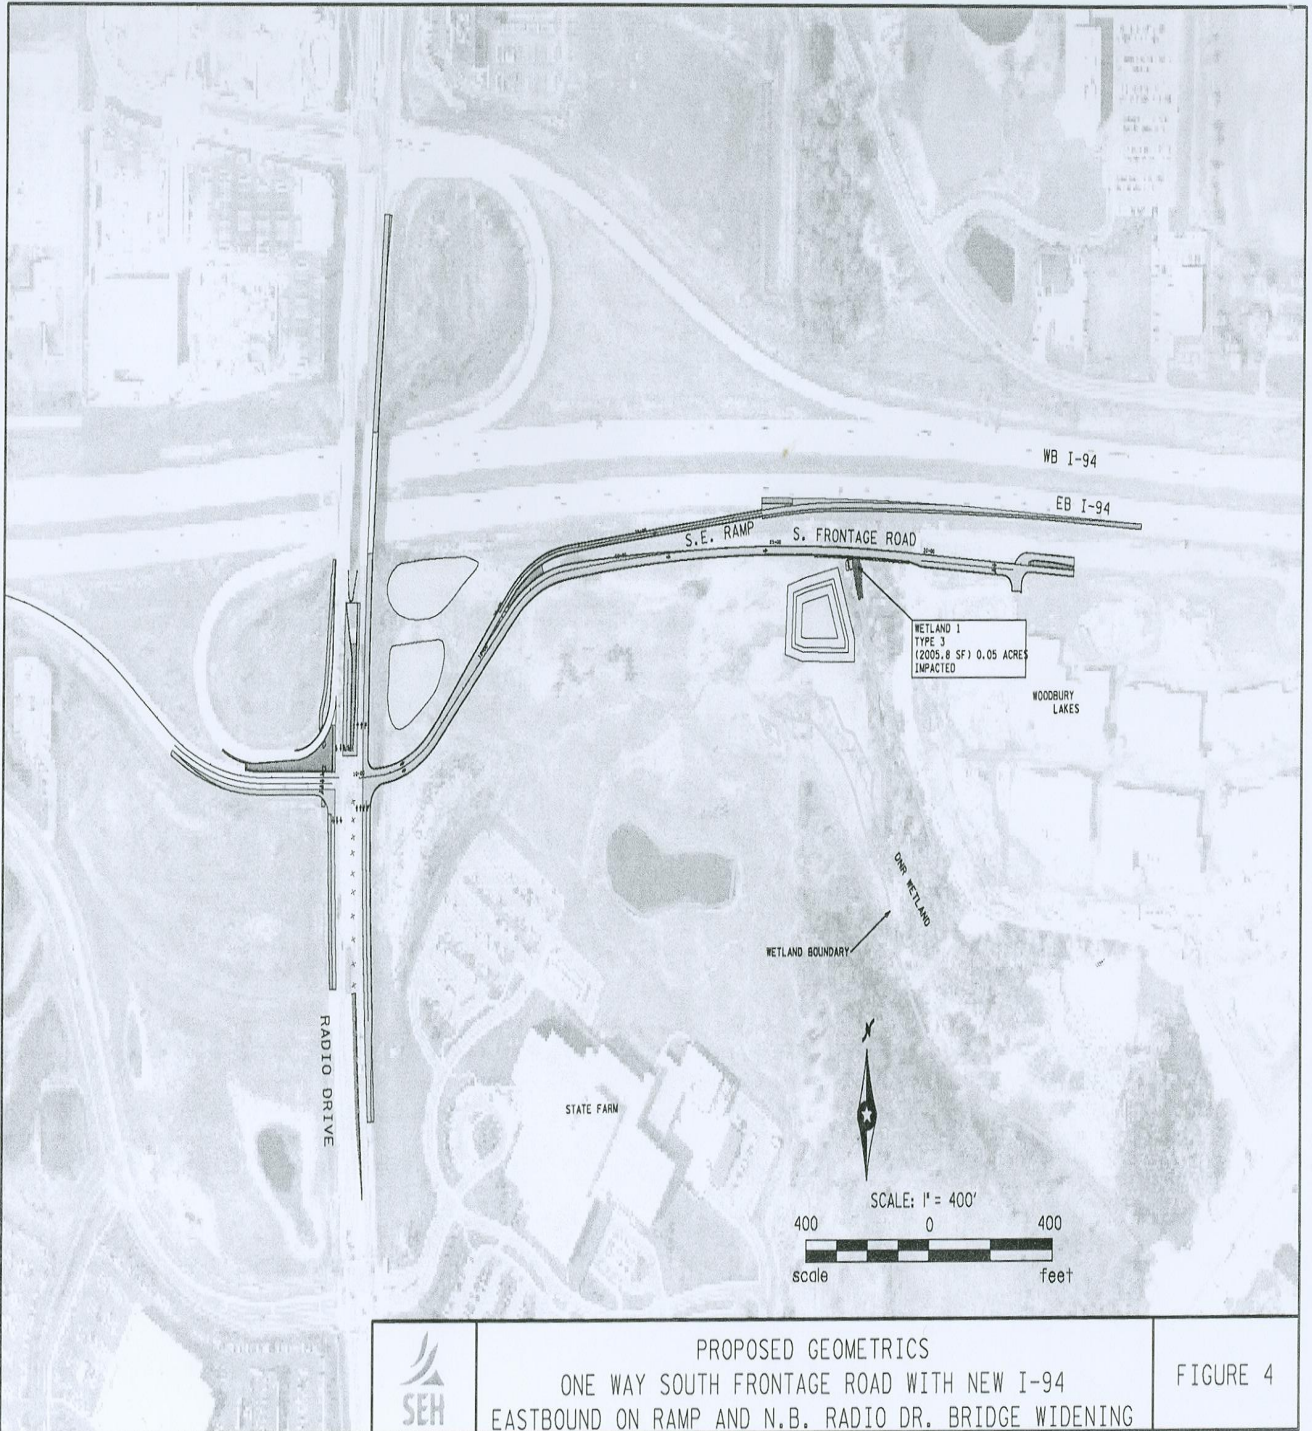 WB I-94
EB I-94
S.E. RAMP
S. FRONTAGE ROAD
WETLAND 1
TYPE 3
(2005.8 SF) 0.05 ACRES
IMPACTED
WOODBURY
LAKES
DNR WETLAND
WETLAND BOUNDARY
RADIO DRIVE
STATE FARM
N
SCALE: 1" = 400'
400 0 400
scale feet
SEH
PROPOSED GEOMETRICS
ONE WAY SOUTH FRONTAGE ROAD WITH NEW I-94
EASTBOUND ON RAMP AND N.B. RADIO DR. BRIDGE WIDENING
FIGURE 4